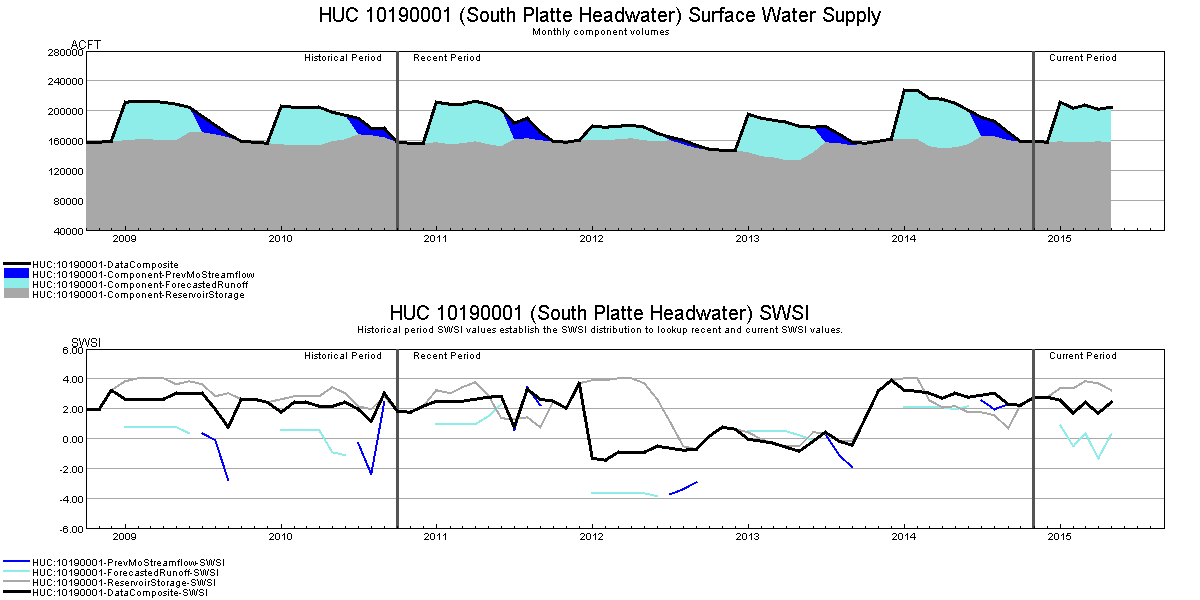 HUC 10190001 (South Platte Headwater) Surface Water Supply
Monthly component volumes
ACFT
Historical Period
Recent Period
Current Period
280000
240000
200000
160000
120000
80000
40000
2009 2010 2011 2012 2013 2014 2015
HUC:10190001-DataComposite
HUC:10190001-Component-PrevMoStreamflow
HUC:10190001-Component-ForecastedRunoff
HUC:10190001-Component-ReservoirStorage
HUC 10190001 (South Platte Headwater) SWSI
Historical period SWSI values establish the SWSI distribution to lookup recent and current SWSI values.
SWSI
Historical Period
Recent Period
Current Period
6.00
4.00
2.00
0.00
-2.00
-4.00
-6.00
2009 2010 2011 2012 2013 2014 2015
HUC:10190001-PrevMoStreamflow-SWSI
HUC:10190001-ForecastedRunoff-SWSI
HUC:10190001-ReservoirStorage-SWSI
HUC:10190001-DataComposite-SWSI